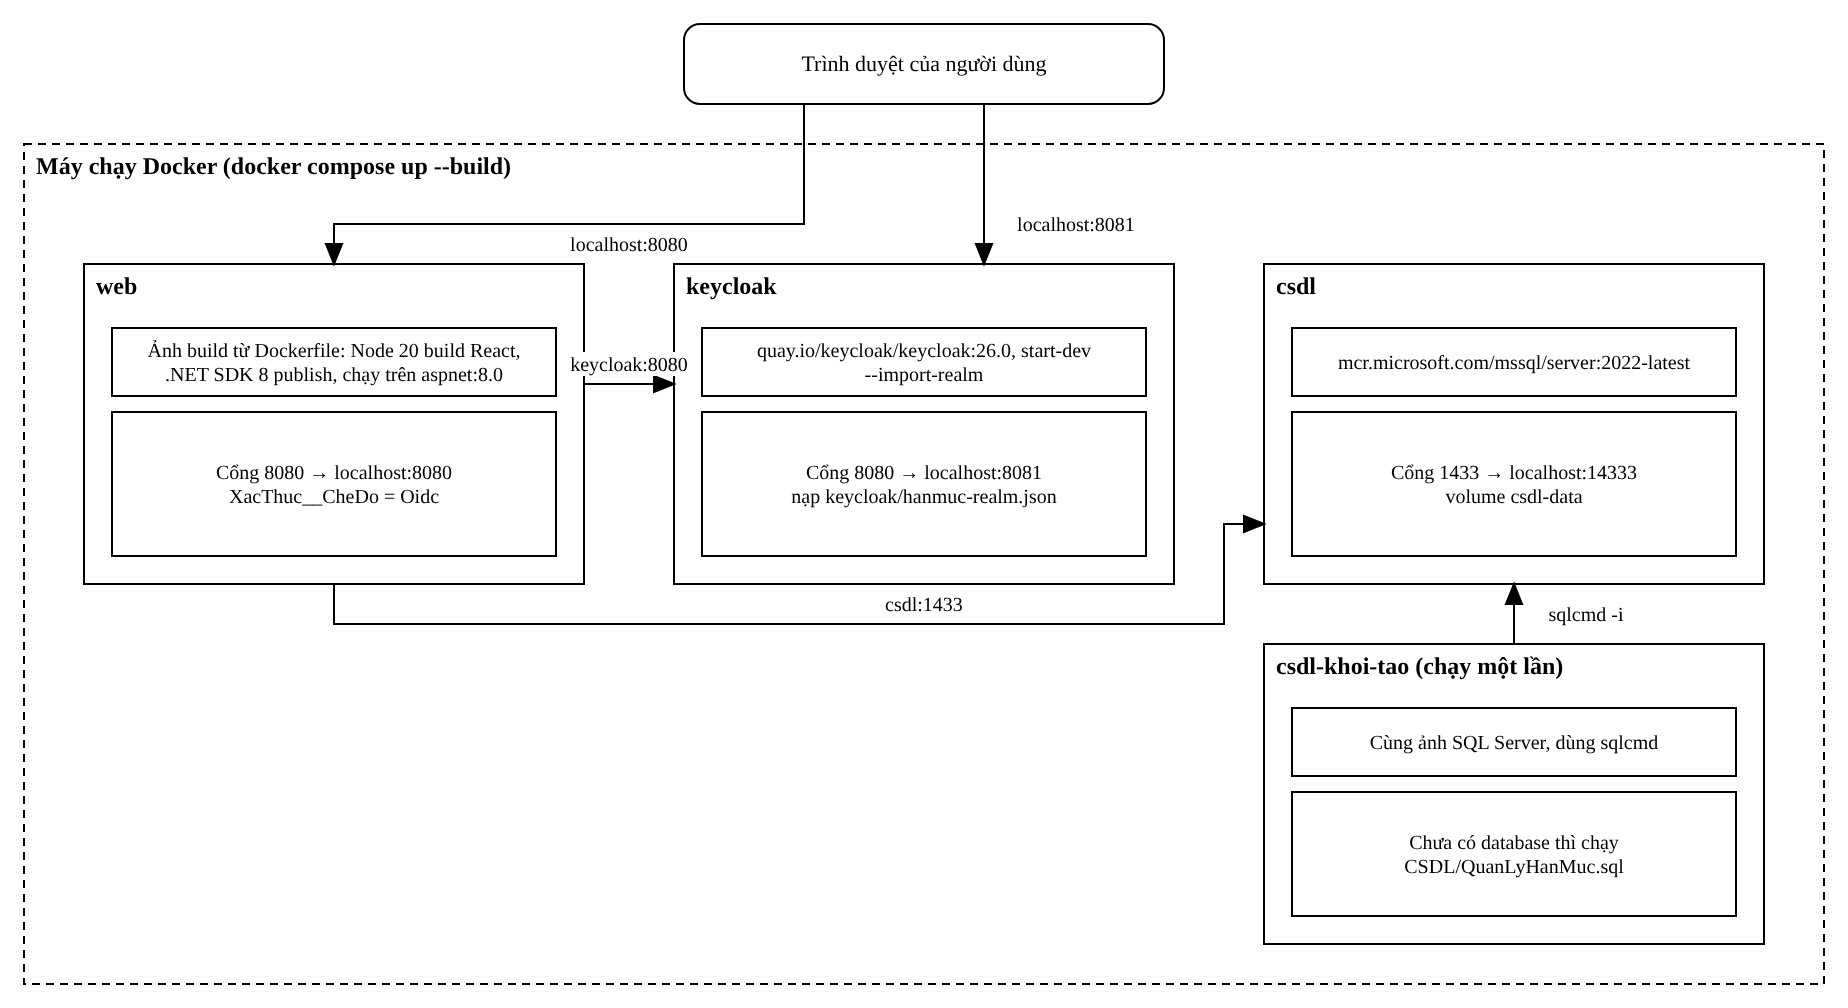 Trình duyệt của người dùng
Máy chạy Docker (docker compose up --build)
localhost:8080
localhost:8081
web
Ảnh build từ Dockerfile: Node 20 build React,
.NET SDK 8 publish, chạy trên aspnet:8.0
Cổng 8080 → localhost:8080
XacThuc__CheDo = Oidc
keycloak:8080
keycloak
quay.io/keycloak/keycloak:26.0, start-dev
--import-realm
Cổng 8080 → localhost:8081
nạp keycloak/hanmuc-realm.json
csdl
mcr.microsoft.com/mssql/server:2022-latest
Cổng 1433 → localhost:14333
volume csdl-data
csdl:1433
sqlcmd -i
csdl-khoi-tao (chạy một lần)
Cùng ảnh SQL Server, dùng sqlcmd
Chưa có database thì chạy
CSDL/QuanLyHanMuc.sql